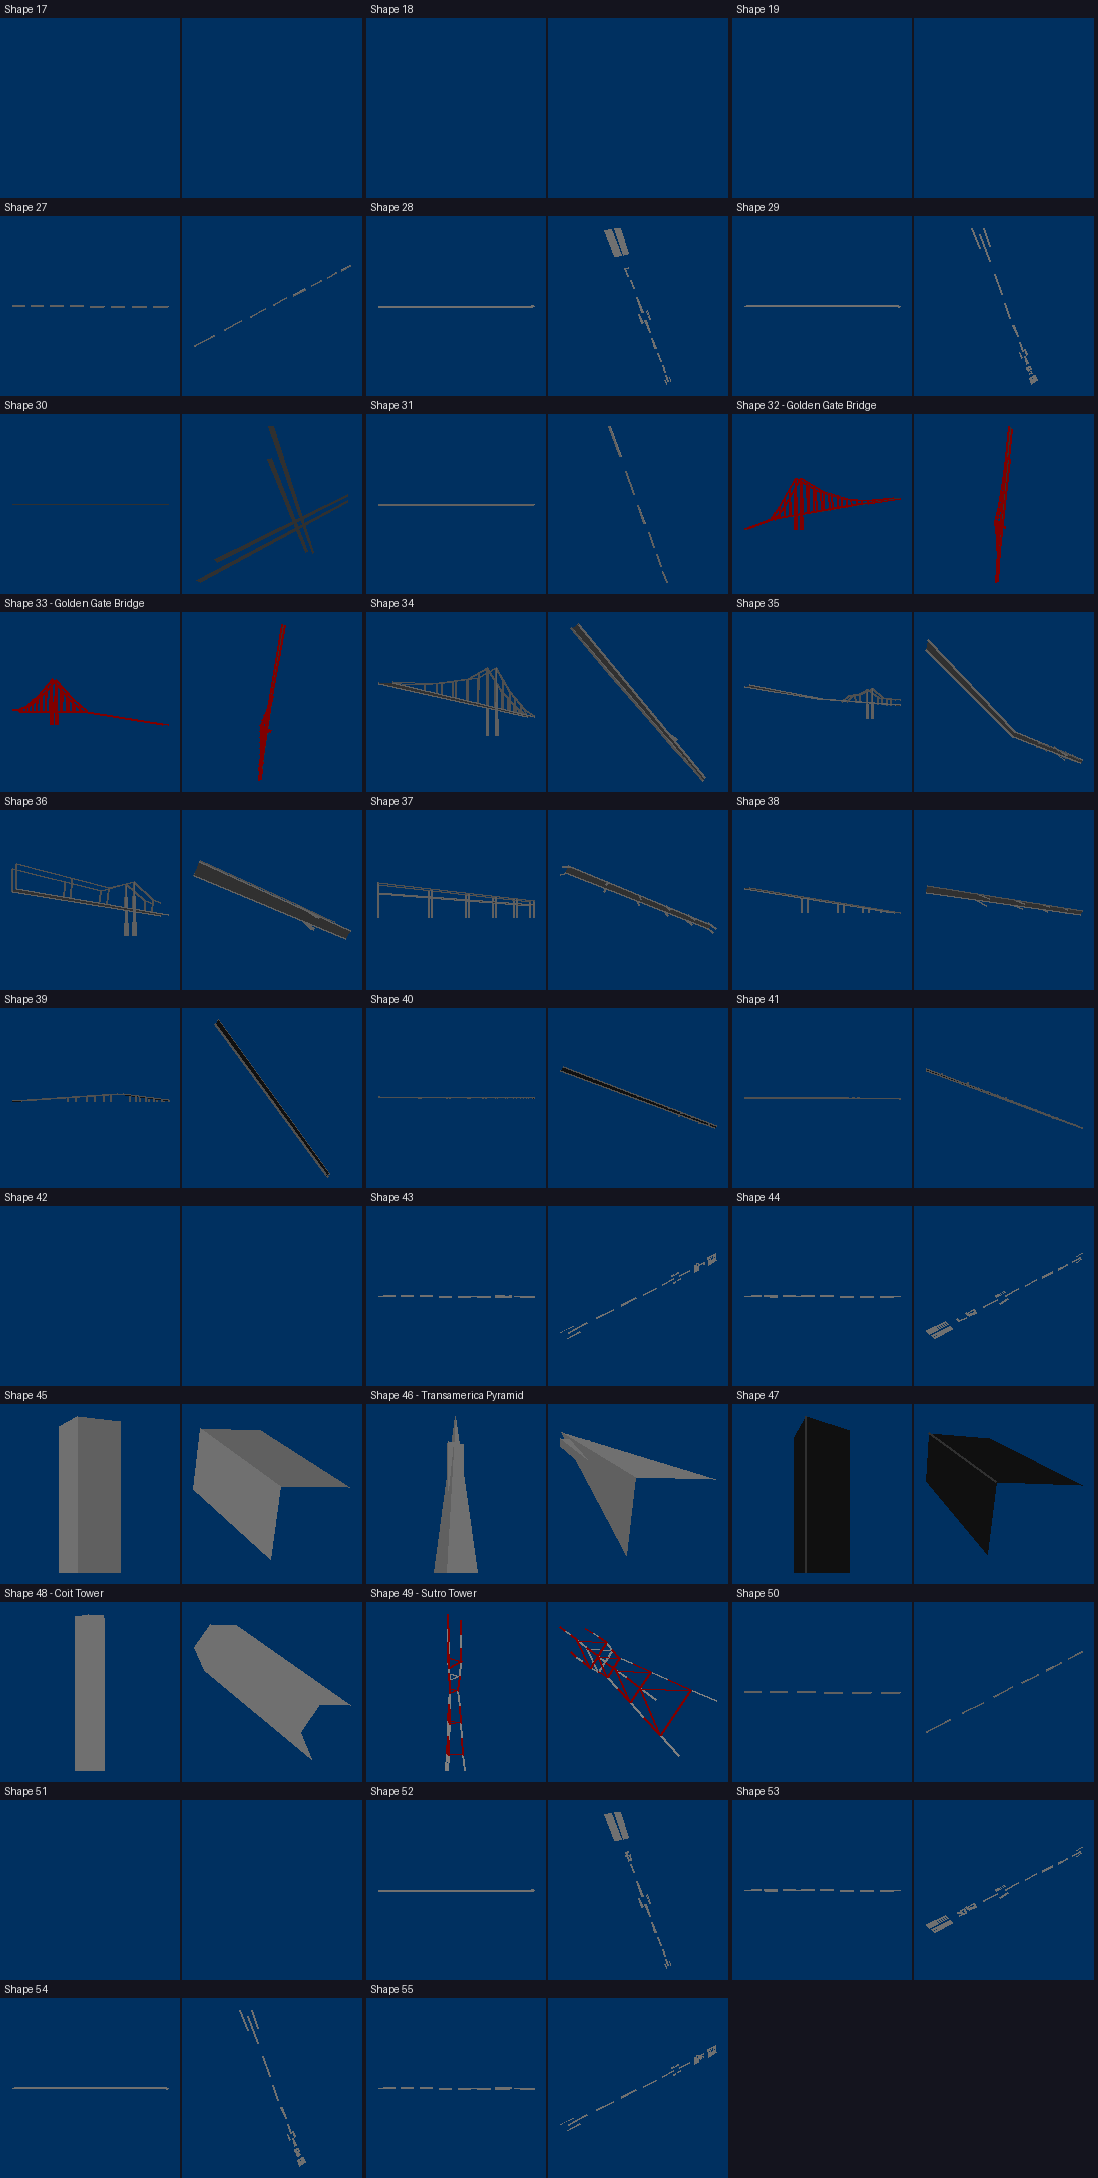 Shape 17
Shape 18
Shape 19
Shape 27
Shape 28
Shape 29
Shape 30
Shape 31
Shape 32 - Golden Gate Bridge
Shape 33 - Golden Gate Bridge
Shape 34
Shape 35
Shape 36
Shape 37
Shape 38
Shape 39
Shape 40
Shape 41
Shape 42
Shape 43
Shape 44
Shape 45
Shape 46 - Transamerica Pyramid
Shape 47
Shape 48 - Coit Tower
Shape 49 - Sutro Tower
Shape 50
Shape 51
Shape 52
Shape 53
Shape 54
Shape 55